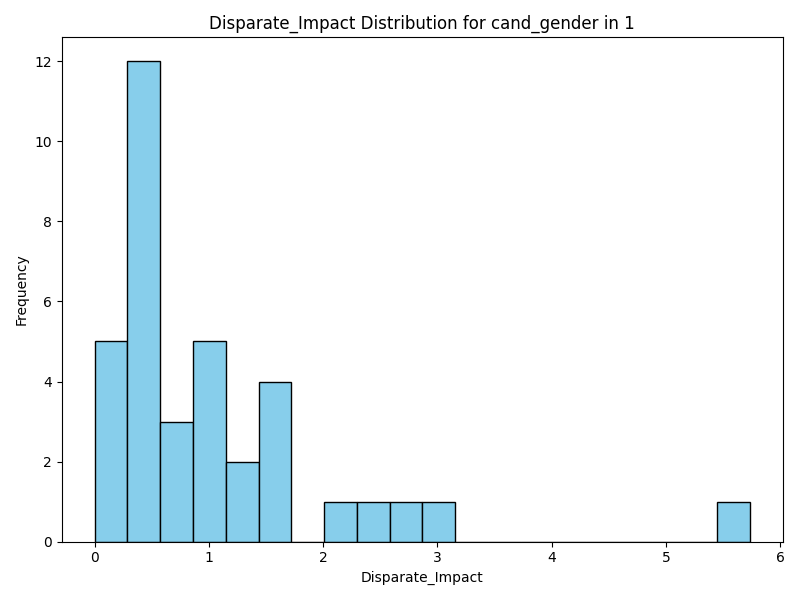 Disparate_Impact Distribution for cand_gender in 1
Frequency
12
10
8
6
4
2
0
0 1 2 3 4 5 6
Disparate_Impact